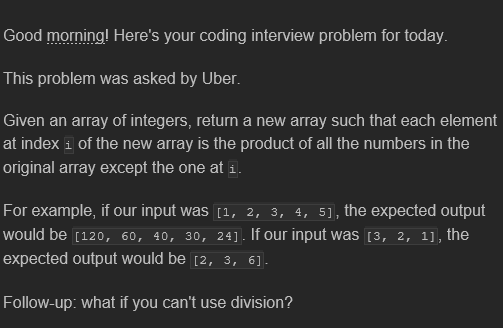 Good morning! Here's your coding interview problem for today.
This problem was asked by Uber.
Given an array of integers, return a new array such that each element
at index i of the new array is the product of all the numbers in the
original array except the one at i.
For example, if our input was [1, 2, 3, 4, 5], the expected output
would be [120, 60, 40, 30, 24]. If our input was [3, 2, 1], the
expected output would be [2, 3, 6].
Follow-up: what if you can't use division?